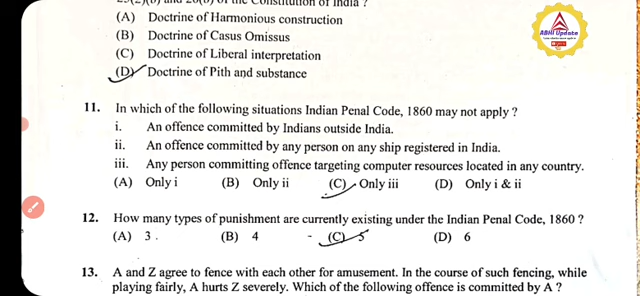 (A) Doctrine of Harmonious construction
(B) Doctrine of Casus Omissus
(C) Doctrine of Liberal interpretation
(D) Doctrine of Pith and substance
ABHI Update
11. In which of the following situations Indian Penal Code, 1860 may not apply ?
i. An offence committed by Indians outside India.
ii. An offence committed by any person on any ship registered in India.
iii. Any person committing offence targeting computer resources located in any country.
(A) Only i (B) Only ii (C) Only iii (D) Only i & ii
12. How many types of punishment are currently existing under the Indian Penal Code, 1860 ?
(A) 3 . (B) 4 - (C) 5 (D) 6
13. A and Z agree to fence with each other for amusement. In the course of such fencing, while
playing fairly, A hurts Z severely. Which of the following offence is committed by A ?